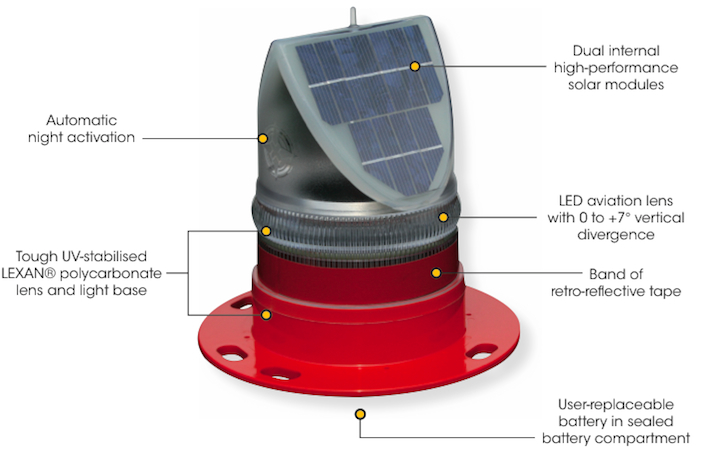 Dual internal
high-performance
solar modules
Automatic
night activation
LED aviation lens
with 0 to +7° vertical
divergence
Tough UV-stabilised
LEXAN® polycarbonate
lens and light base
Band of
retro-reflective tape
User-replaceable
battery in sealed
battery compartment